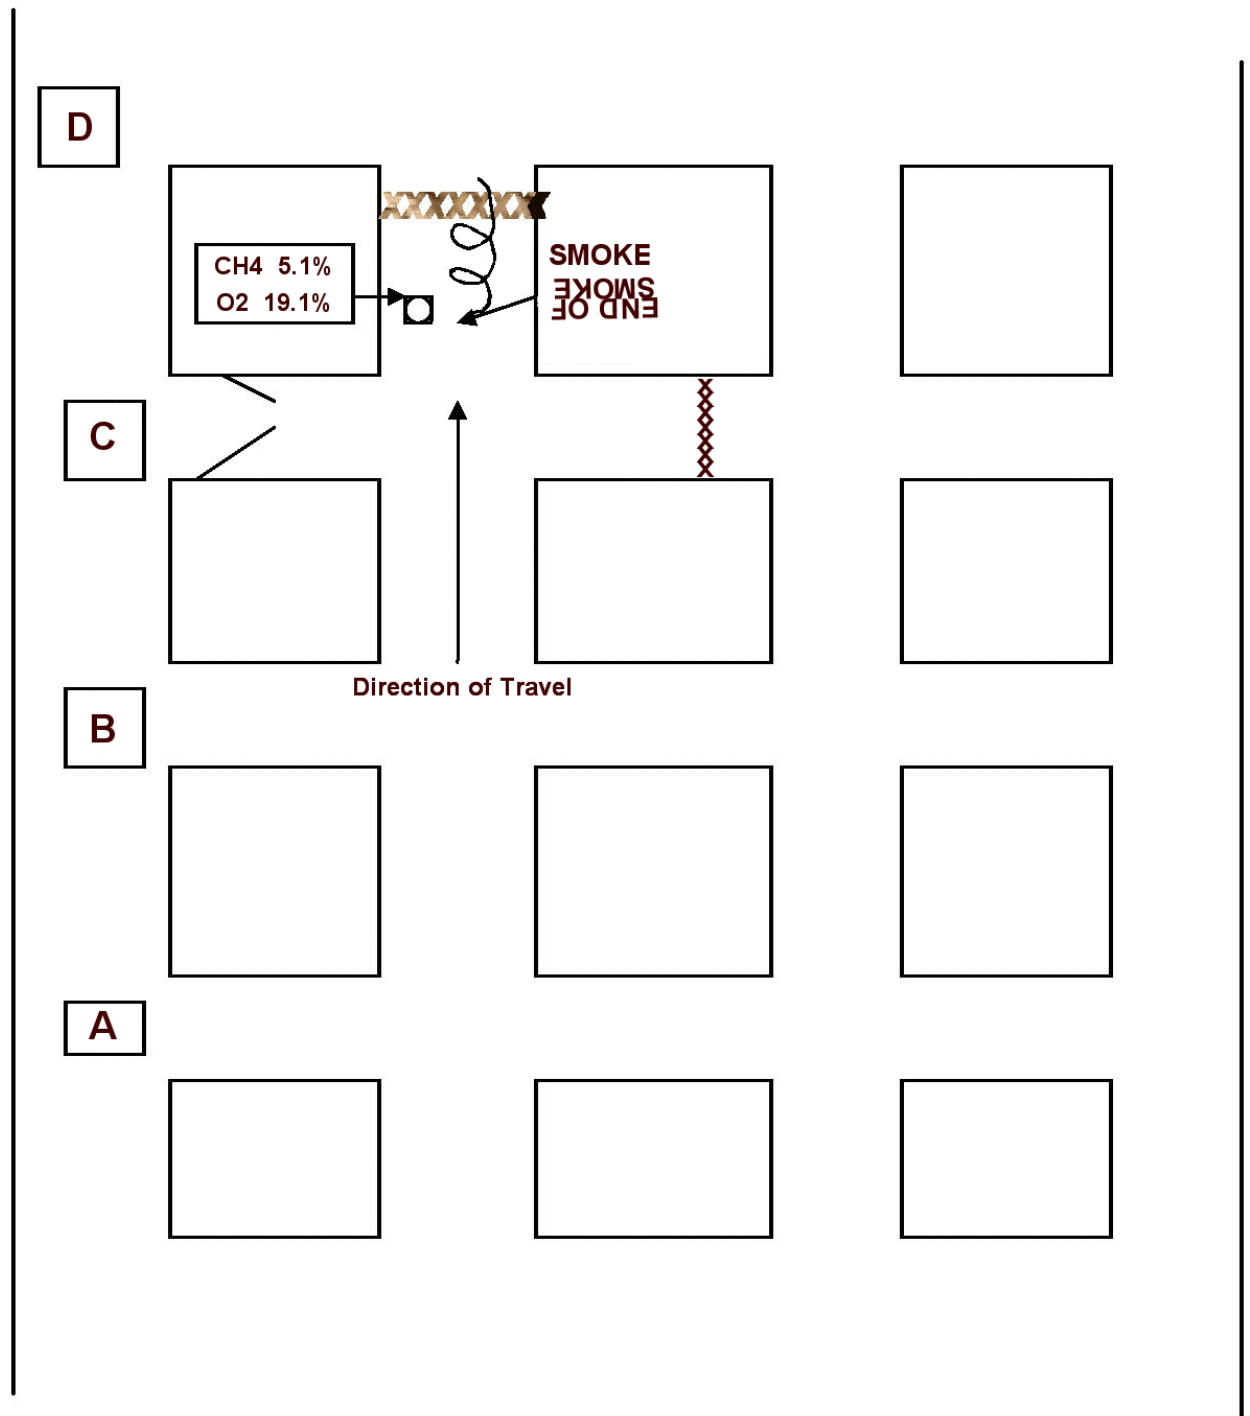 D
SMOKE
CH4 5.1%
O2 19.1%
END OF
SMOKE
C
Direction of Travel
B
A